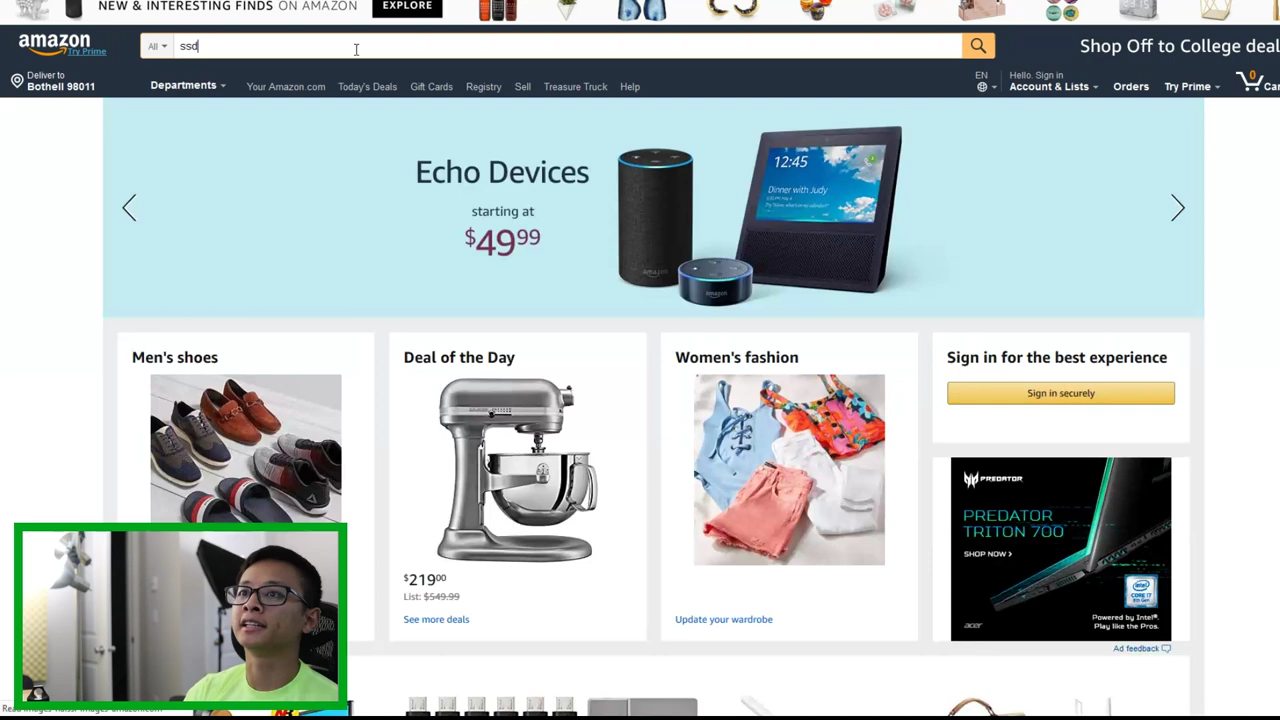 NEW & INTERESTING FINDS ON AMAZON EXPLORE
amazon
Try Prime
All ssd
Shop Off to College deal
Deliver to
Bothell 98011
Departments Your Amazon.com Today's Deals Gift Cards Registry Sell Treasure Truck Help
EN
Hello. Sign in
Account & Lists Orders Try Prime 0 Car
Echo Devices
starting at
$49 99
12:45
Dinner with Judy
Men's shoes
Deal of the Day
$219 00
List: $549.99
See more deals
Women's fashion
Update your wardrobe
Sign in for the best experience
Sign in securely
PREDATOR
PREDATOR
TRITON 700
SHOP NOW >
intel
CORE i7
acer
Powered by Intel®.
Play like the Pros.
Ad feedback